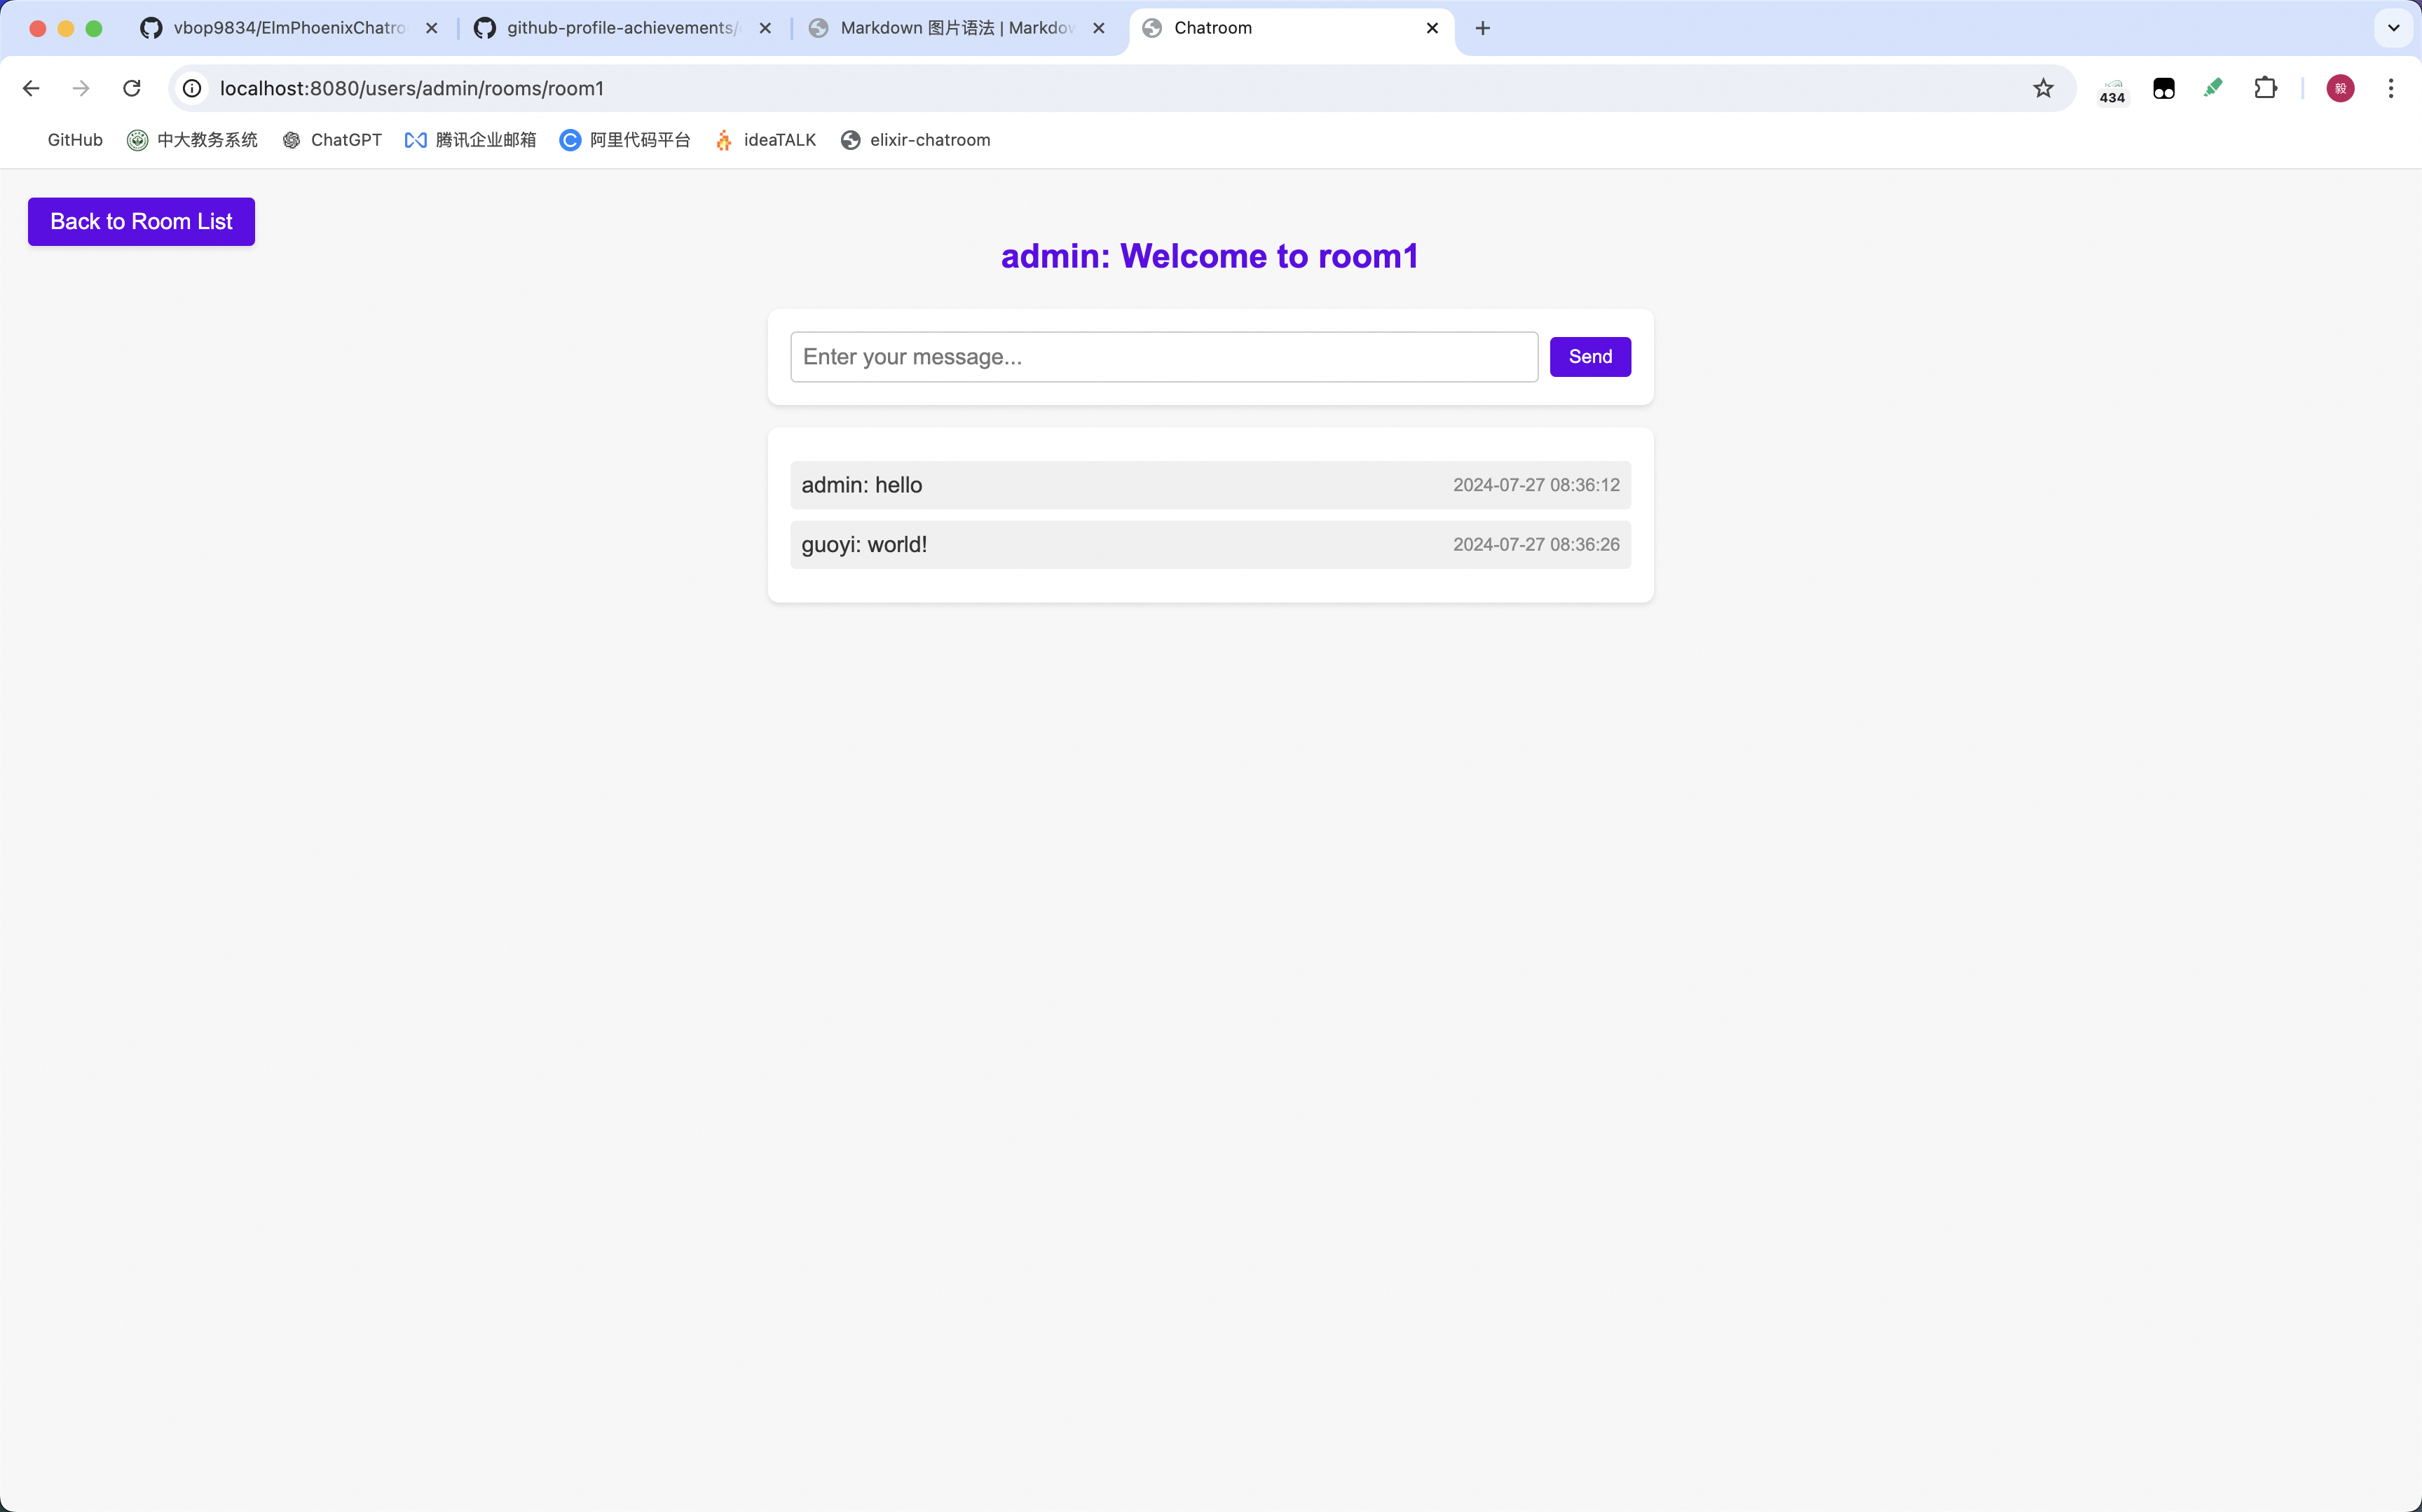 vbop9834/ElmPhoenixChatro
github-profile-achievements/
Markdown 图片语法 | Markdow
Chatroom
localhost:8080/users/admin/rooms/room1
434
毅
GitHub
中大教务系统
ChatGPT
腾讯企业邮箱
阿里代码平台
ideaTALK
elixir-chatroom
Back to Room List
admin: Welcome to room1
Enter your message...
Send
admin: hello 2024-07-27 08:36:12
guoyi: world! 2024-07-27 08:36:26